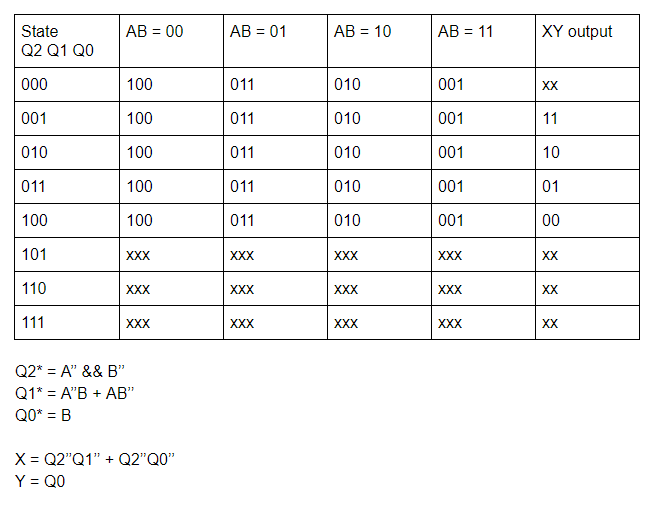 State AB = 00 AB = 01 AB = 10 AB = 11 XY output
Q2 Q1 Q0
000 100 011 010 001 xx
001 100 011 010 001 11
010 100 011 010 001 10
011 100 011 010 001 01
100 100 011 010 001 00
101 xxx xxx xxx xxx xx
110 xxx xxx xxx xxx xx
111 xxx xxx xxx xxx xx
Q2* = A” && B”
Q1* = A”B + AB”
Q0* = B
X = Q2”Q1” + Q2”Q0”
Y = Q0